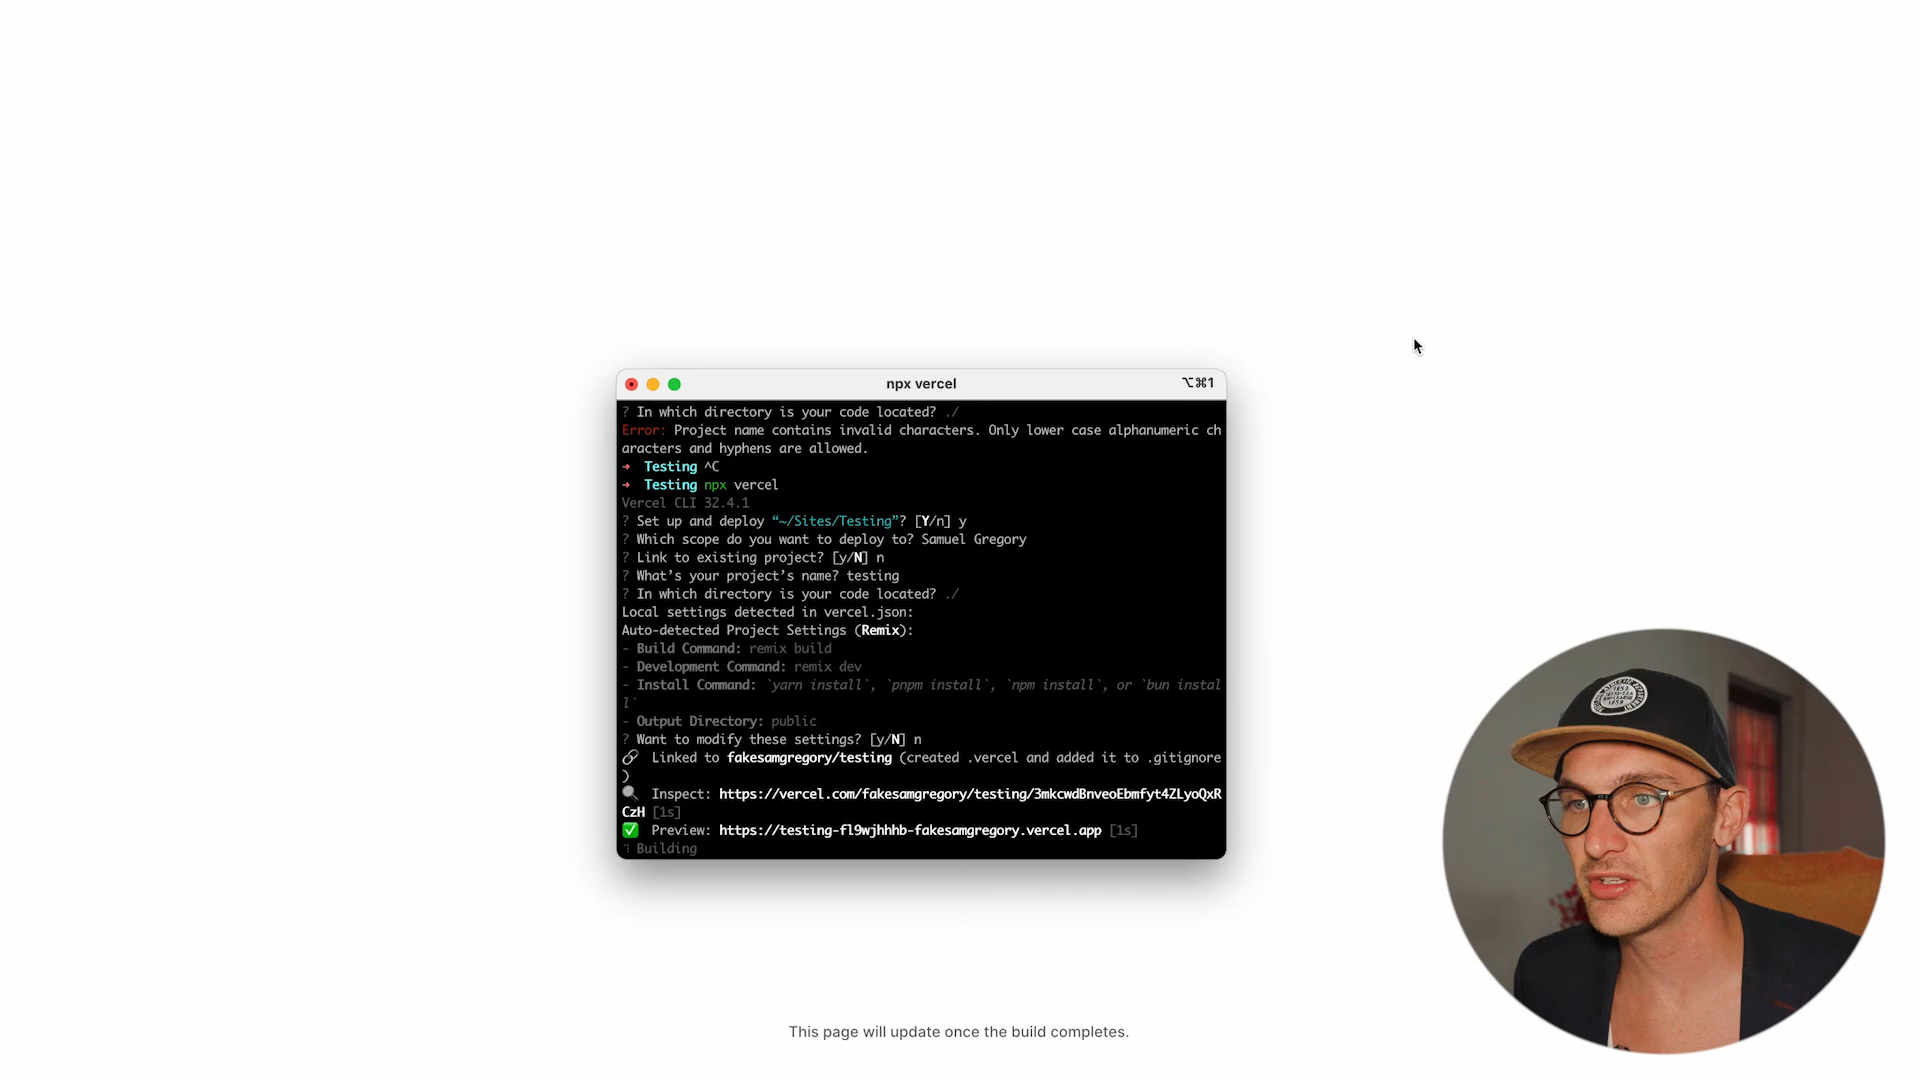 npx vercel
⌥⌘1
? In which directory is your code located? ./
Error: Project name contains invalid characters. Only lower case alphanumeric ch
aracters and hyphens are allowed.
→ Testing ^C
→ Testing npx vercel
Vercel CLI 32.4.1
? Set up and deploy “~/Sites/Testing”? [Y/n] y
? Which scope do you want to deploy to? Samuel Gregory
? Link to existing project? [y/N] n
? What’s your project’s name? testing
? In which directory is your code located? ./
Local settings detected in vercel.json:
Auto-detected Project Settings (Remix):
- Build Command: remix build
- Development Command: remix dev
- Install Command: `yarn install`, `pnpm install`, `npm install`, or `bun instal
l`
- Output Directory: public
? Want to modify these settings? [y/N] n
🔗 Linked to fakesamgregory/testing (created .vercel and added it to .gitignore
)
🔍 Inspect: https://vercel.com/fakesamgregory/testing/3mkcwdBnveoEbmfyt4ZLyoQxR
CzH [1s]
✅ Preview: https://testing-fl9wjhhhb-fakesamgregory.vercel.app [1s]
Building
This page will update once the build completes.